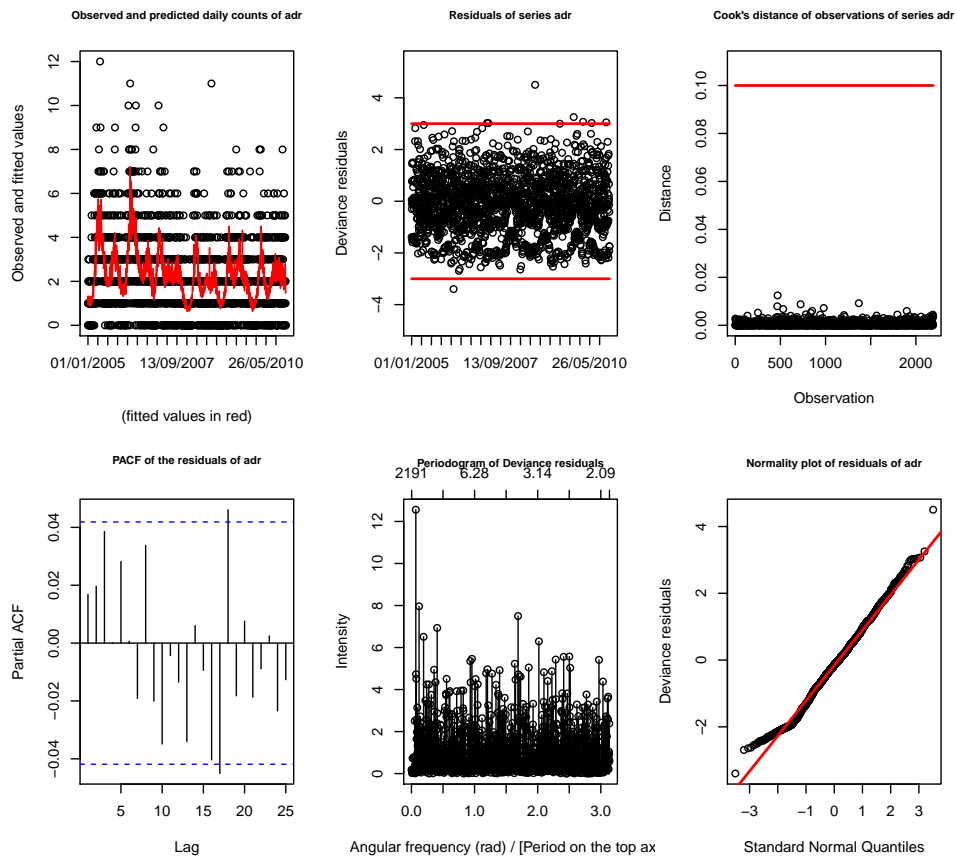 Observed and predicted daily counts of adr
Observed and fitted values
0 2 4 6 8 10 12
01/01/2005 13/09/2007 26/05/2010
(fitted values in red)
Residuals of series adr
Deviance residuals
−4 −2 0 2 4
01/01/2005 13/09/2007 26/05/2010
Cook's distance of observations of series adr
Distance
0.00 0.02 0.04 0.06 0.08 0.10
0 500 1000 2000
Observation
PACF of the residuals of adr
Partial ACF
−0.04 −0.02 0.00 0.02 0.04
5 10 15 20 25
Lag
Periodogram of Deviance residuals
2191 6.28 3.14 2.09
Intensity
0 2 4 6 8 10 12
0.0 1.0 2.0 3.0
Angular frequency (rad) / [Period on the top ax
Normality plot of residuals of adr
Deviance residuals
−2 0 2 4
−3 −1 0 1 2 3
Standard Normal Quantiles